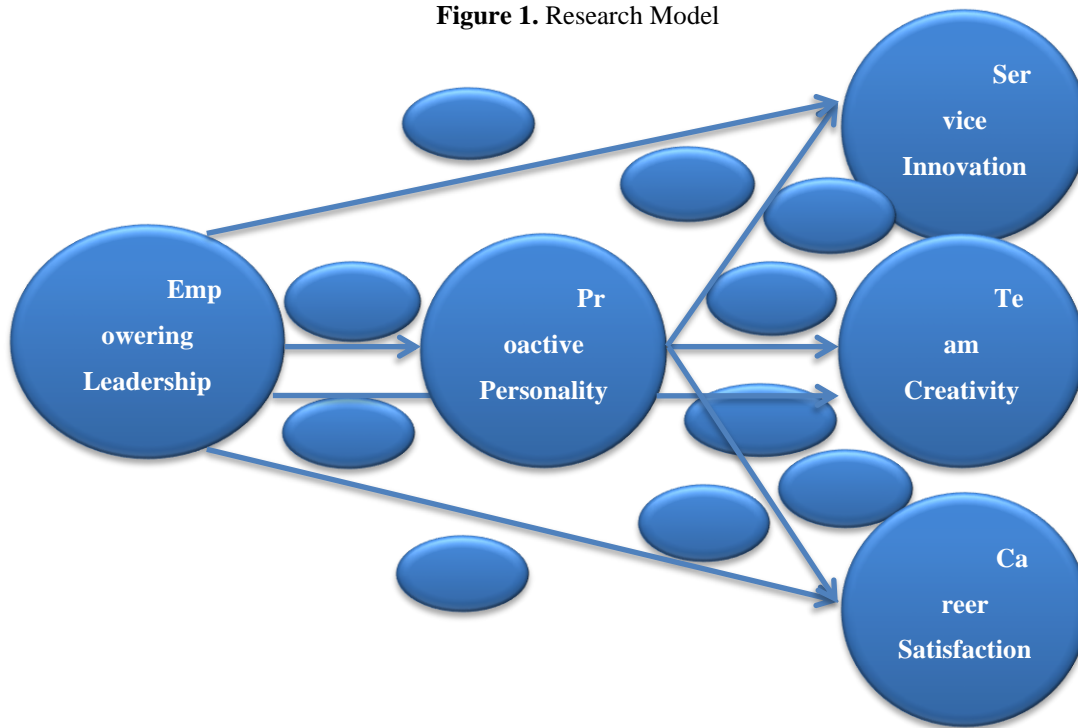 Figure 1. Research Model
Ser
vice
Innovation
Emp
owering
Leadership
Pr
oactive
Personality
Te
am
Creativity
Ca
reer
Satisfaction